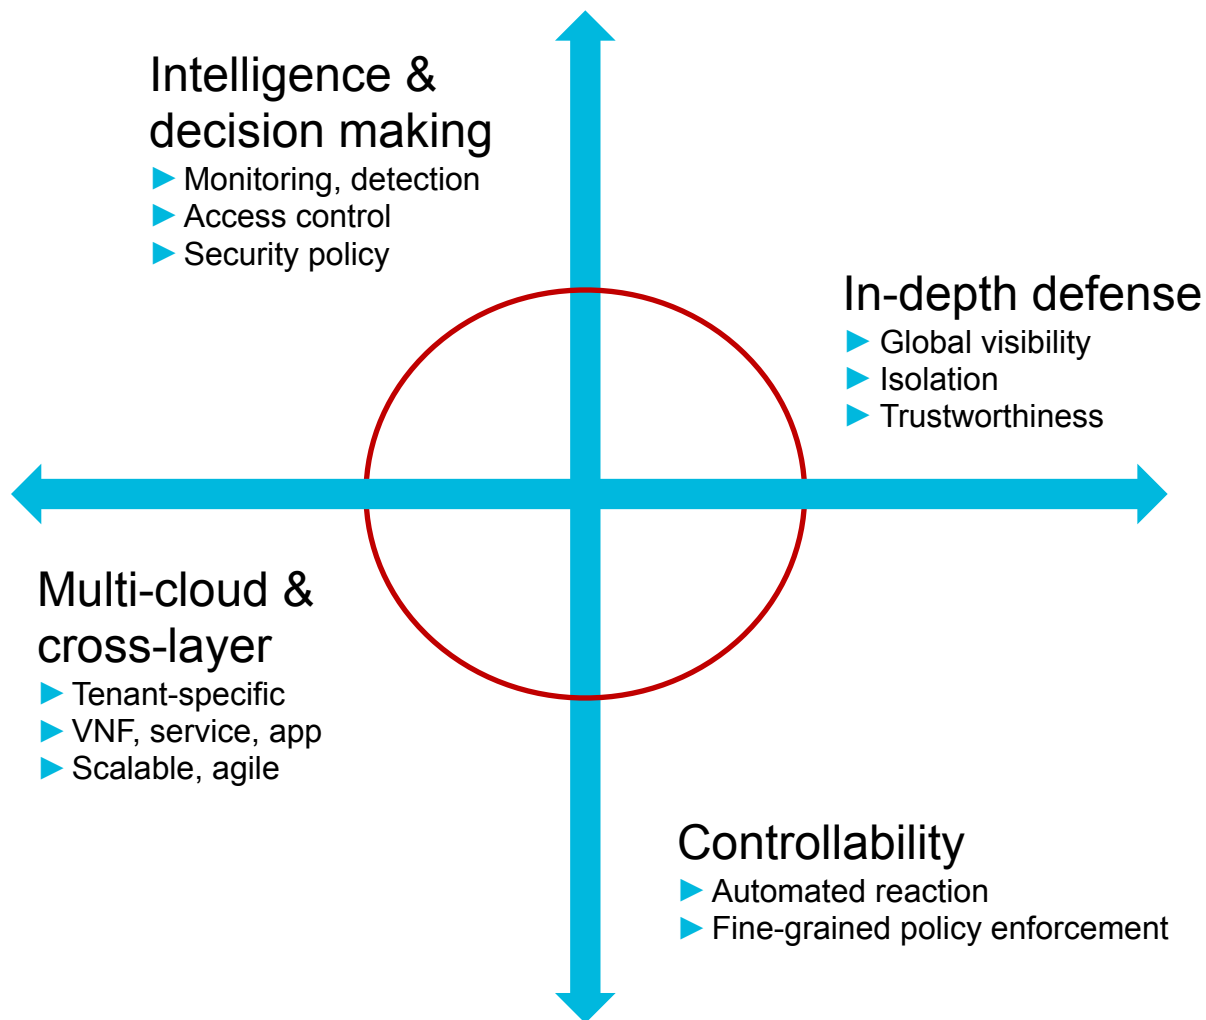 Intelligence &
decision making
Monitoring, detection
Access control
Security policy
In-depth defense
Global visibility
Isolation
Trustworthiness
Multi-cloud &
cross-layer
Tenant-specific
VNF, service, app
Scalable, agile
Controllability
Automated reaction
Fine-grained policy enforcement